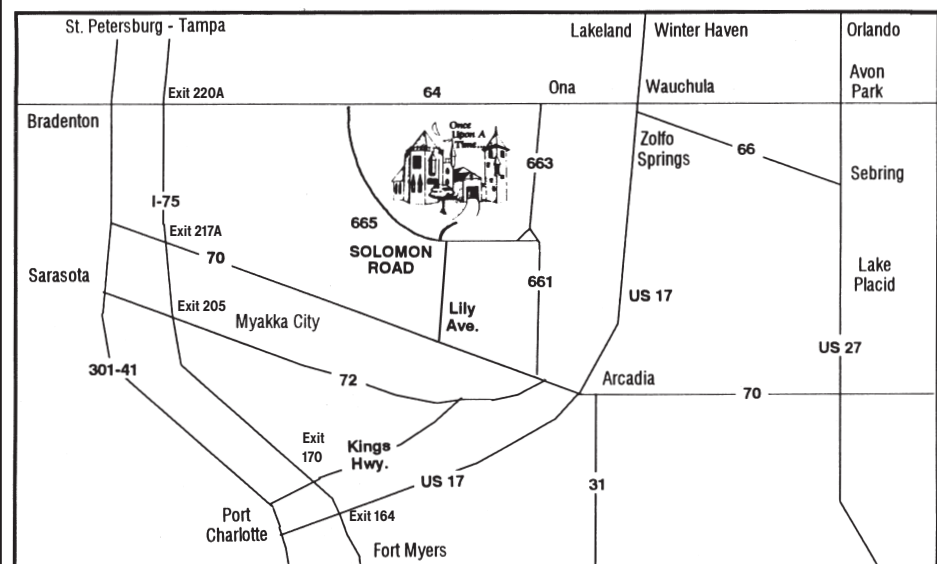 St. Petersburg - Tampa
Lakeland
Winter Haven
Orlando
Avon
Park
Exit 220A
64
Ona
Wauchula
Bradenton
Once
Upon A
Time...
663
Zolfo
Springs
66
Sebring
I-75
665
Exit 217A
SOLOMON
ROAD
70
Sarasota
661
Lake
Placid
Exit 205
Myakka City
Lily
Ave.
US 17
US 27
301-41
72
Arcadia
70
Exit
170
Kings
Hwy.
US 17
31
Port
Charlotte
Exit 164
Fort Myers